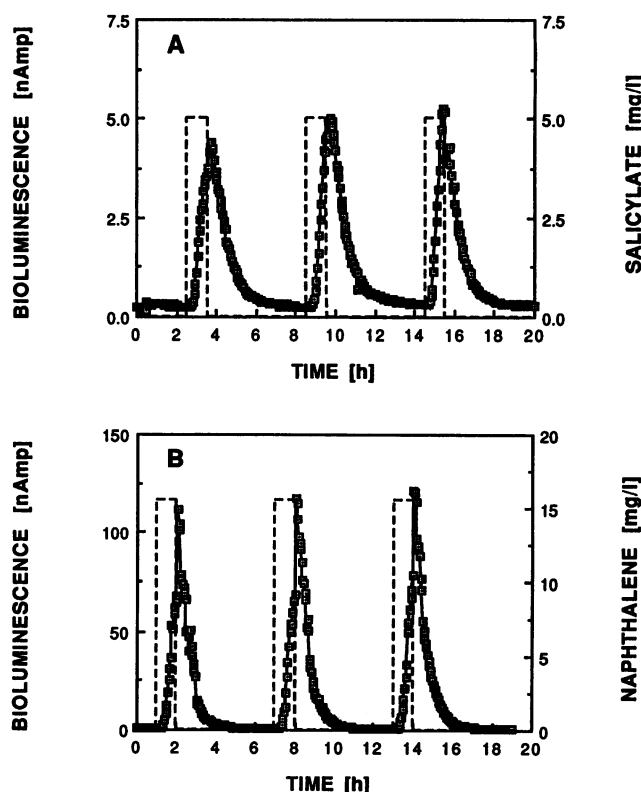 A
BIOLUMINESCENCE [nAmp]
7.5
5.0
2.5
0.0
7.5
5.0
2.5
0.0
SALICYLATE [mg/l]
0 2 4 6 8 10 12 14 16 18 20
TIME [h]
B
BIOLUMINESCENCE [nAmp]
150
100
50
0
20
15
10
5
0
NAPHTHALENE [mg/l]
0 2 4 6 8 10 12 14 16 18 20
TIME [h]